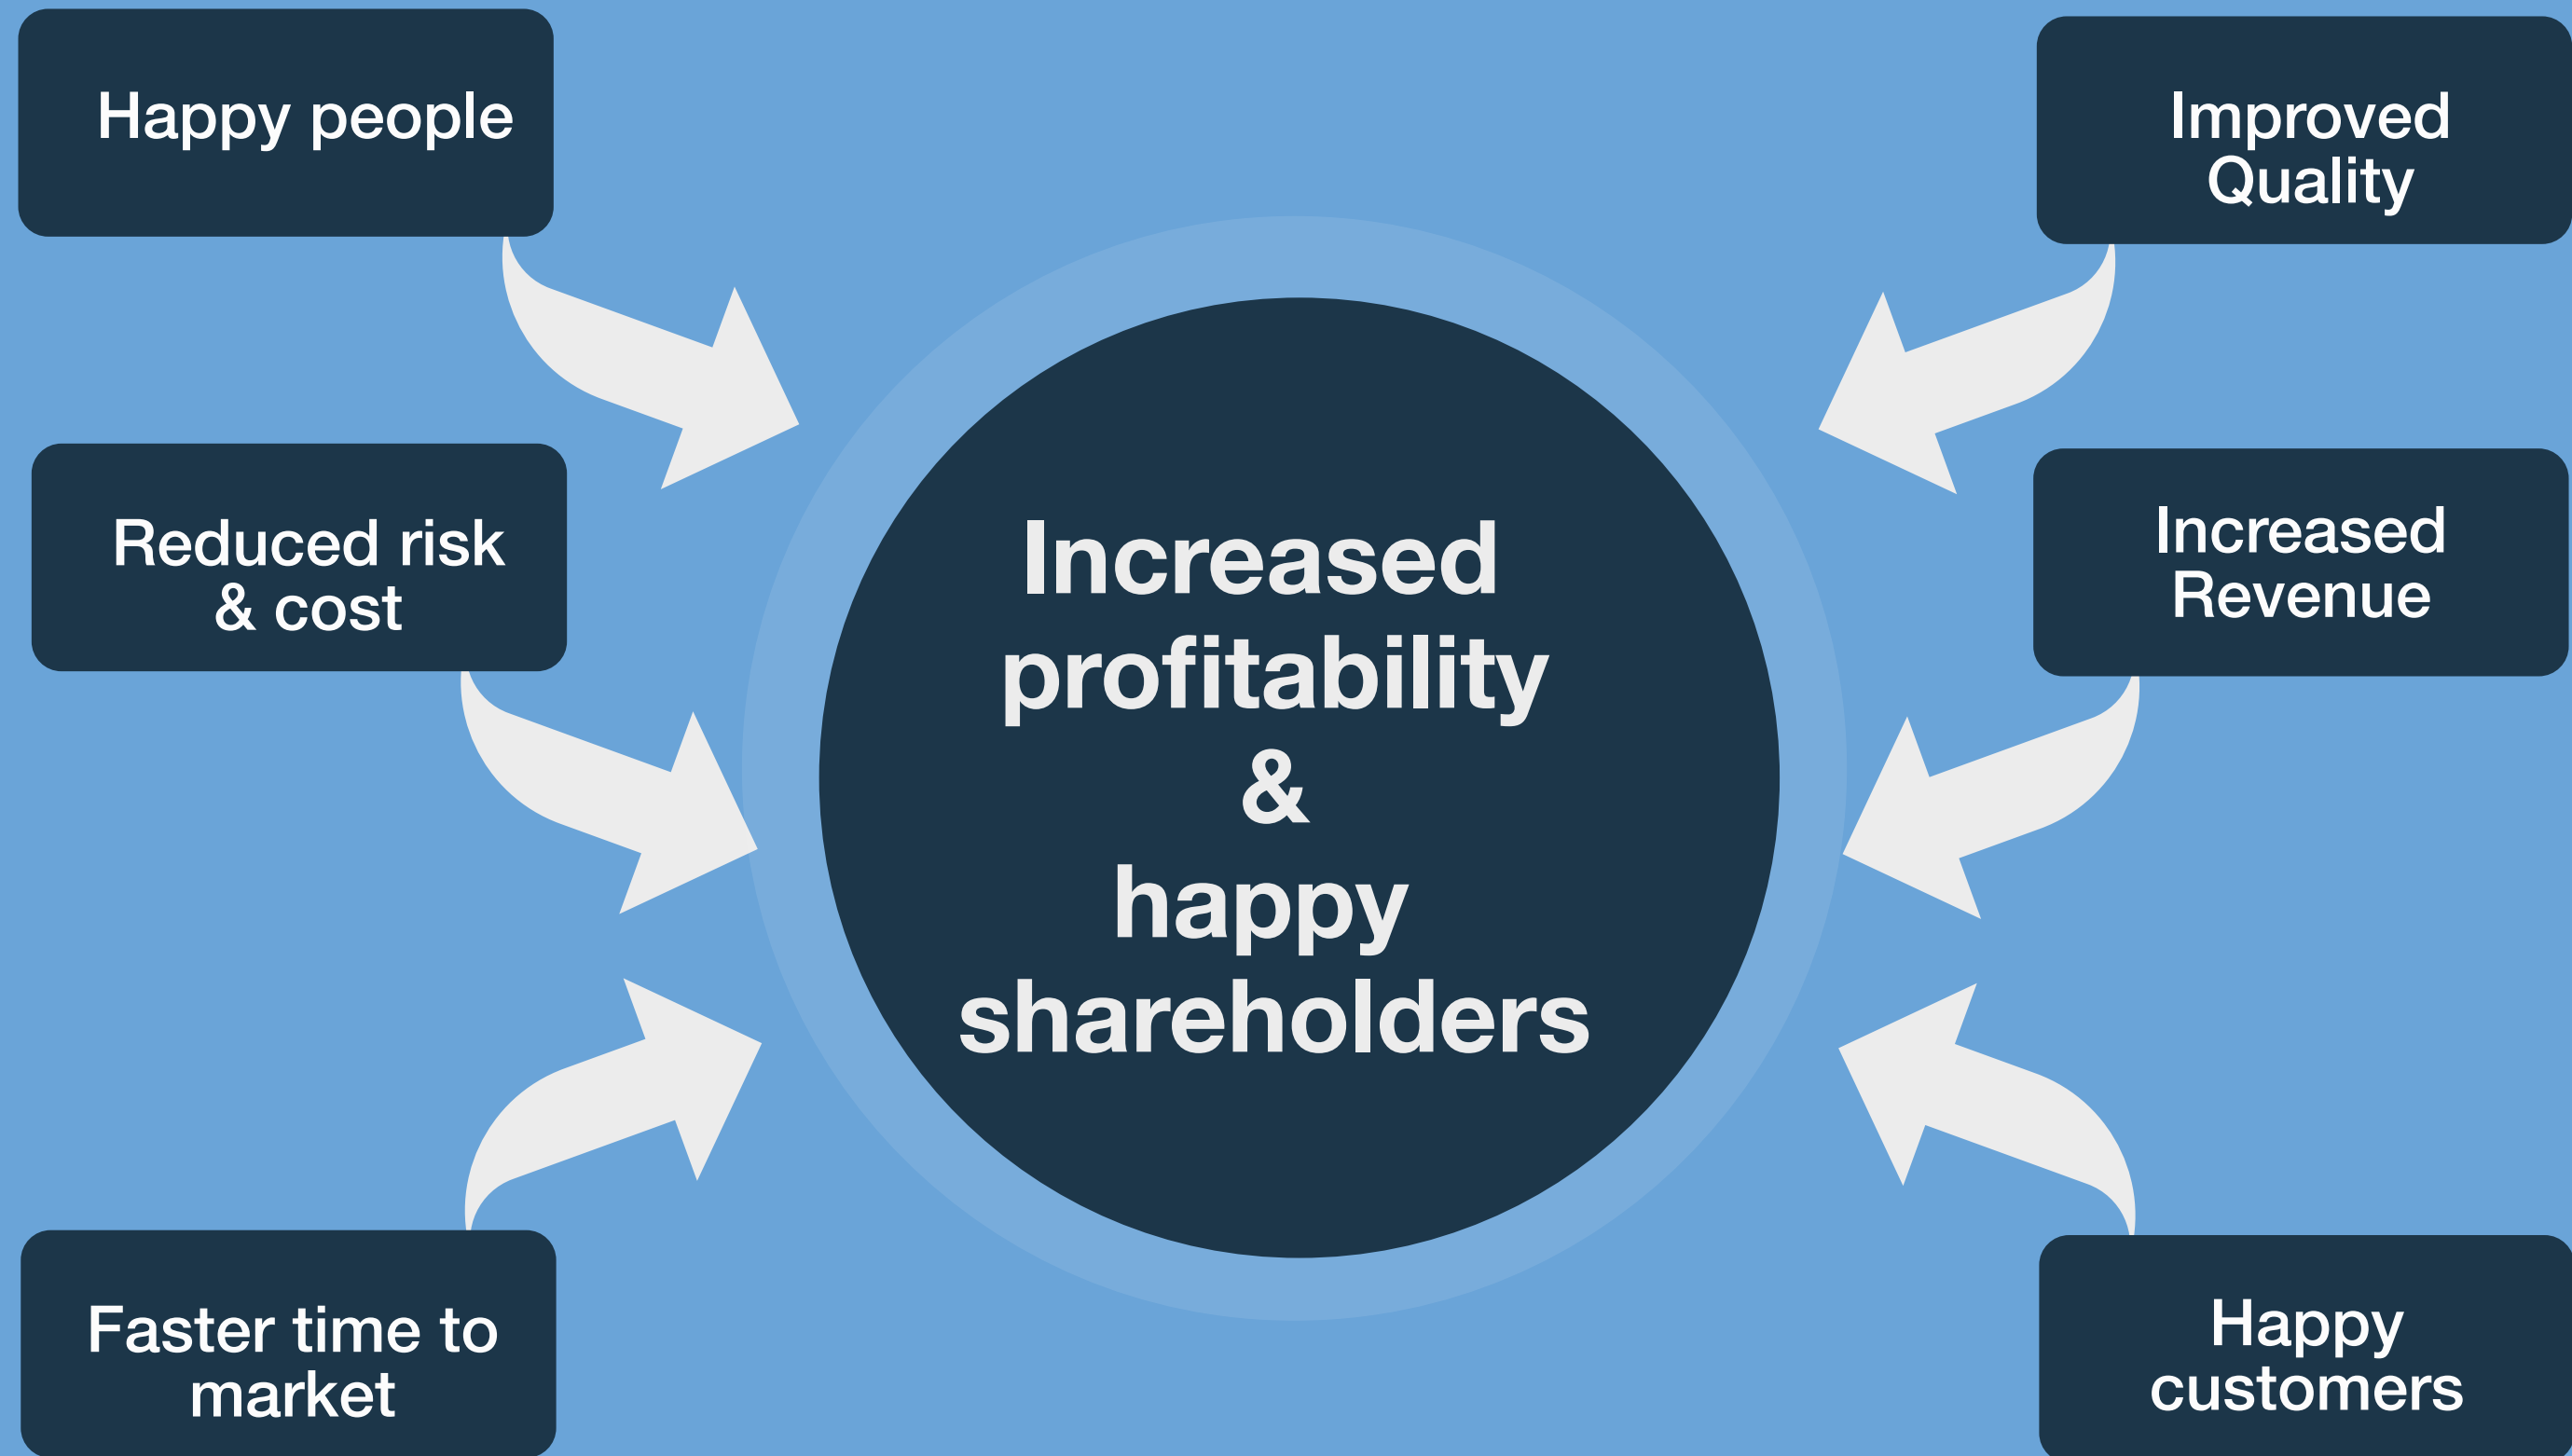 Happy people
Improved
Quality
Reduced risk
& cost
Increased
Revenue
Increased
profitability
&
happy
shareholders
Faster time to
market
Happy
customers